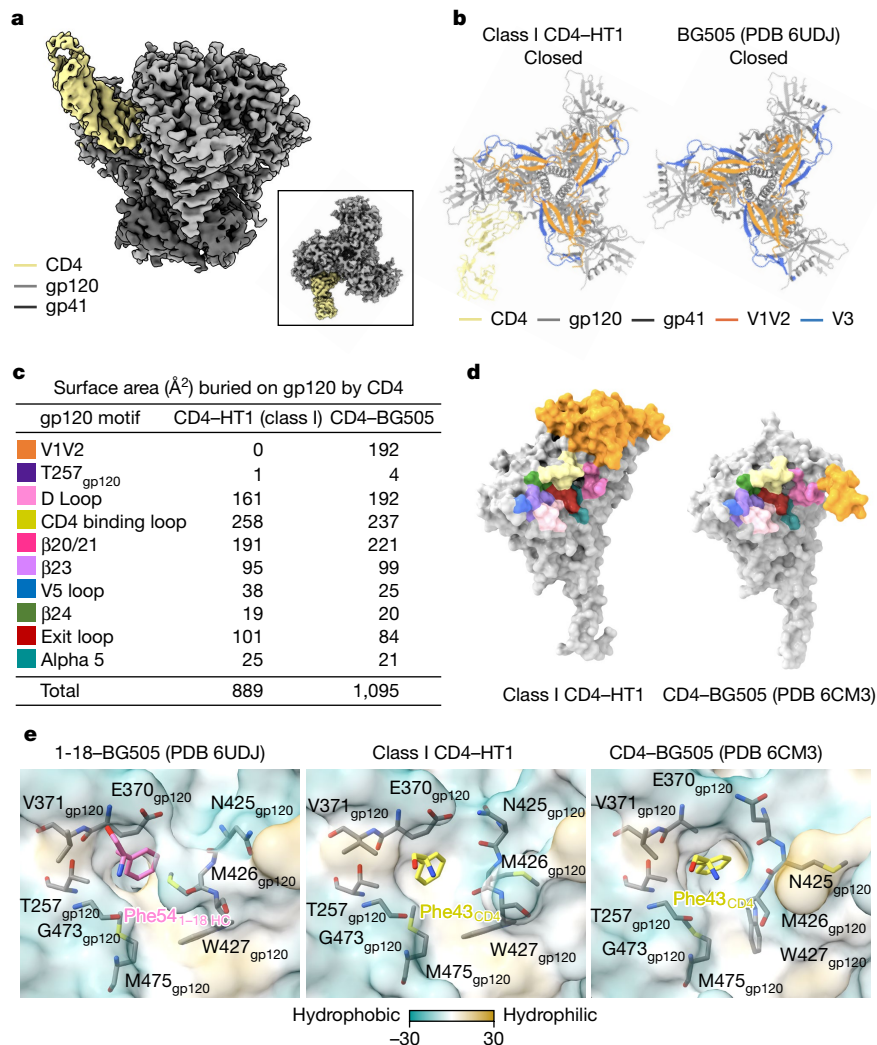 a
CD4
gp120
gp41
b
Class I CD4–HT1
Closed
BG505 (PDB 6UDJ)
Closed
CD4 gp120 gp41 V1V2 V3
c
Surface area (Å²) buried on gp120 by CD4
gp120 motif CD4–HT1 (class I) CD4–BG505
V1V2 0 192
T257gp120 1 4
D Loop 161 192
CD4 binding loop 258 237
β20/21 191 221
β23 95 99
V5 loop 38 25
β24 19 20
Exit loop 101 84
Alpha 5 25 21
Total 889 1,095
d
Class I CD4–HT1 CD4–BG505 (PDB 6CM3)
e
1-18–BG505 (PDB 6UDJ)
E370gp120
V371gp120
N425gp120
M426gp120
T257gp120
Phe54 1–18 HC
G473gp120
W427gp120
M475gp120
Class I CD4–HT1
E370gp120
V371gp120
N425gp120
M426gp120
T257gp120
Phe43CD4
G473gp120
W427gp120
M475gp120
CD4–BG505 (PDB 6CM3)
E370gp120
V371gp120
N425gp120
Phe43CD4
T257gp120
M426gp120
G473gp120
W427gp120
M475gp120
Hydrophobic Hydrophilic
–30 30